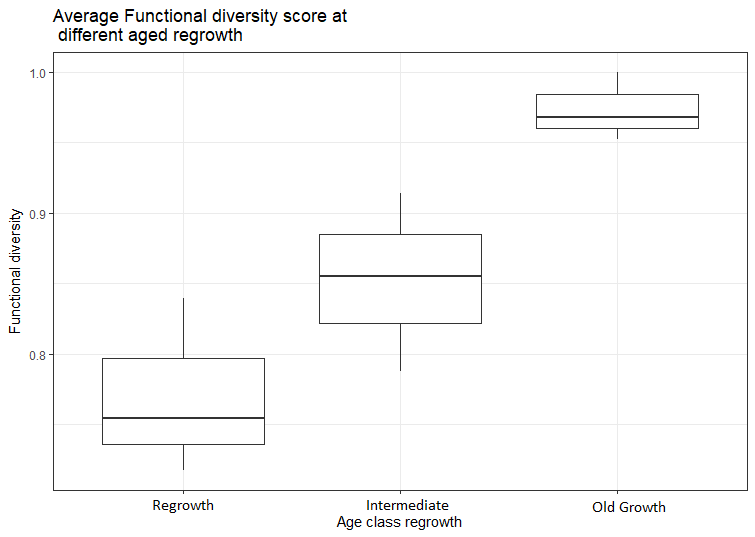 Average Functional diversity score at
different aged regrowth
1.0
0.9
0.8
Functional diversity
Regrowth
Intermediate
Old Growth
Age class regrowth